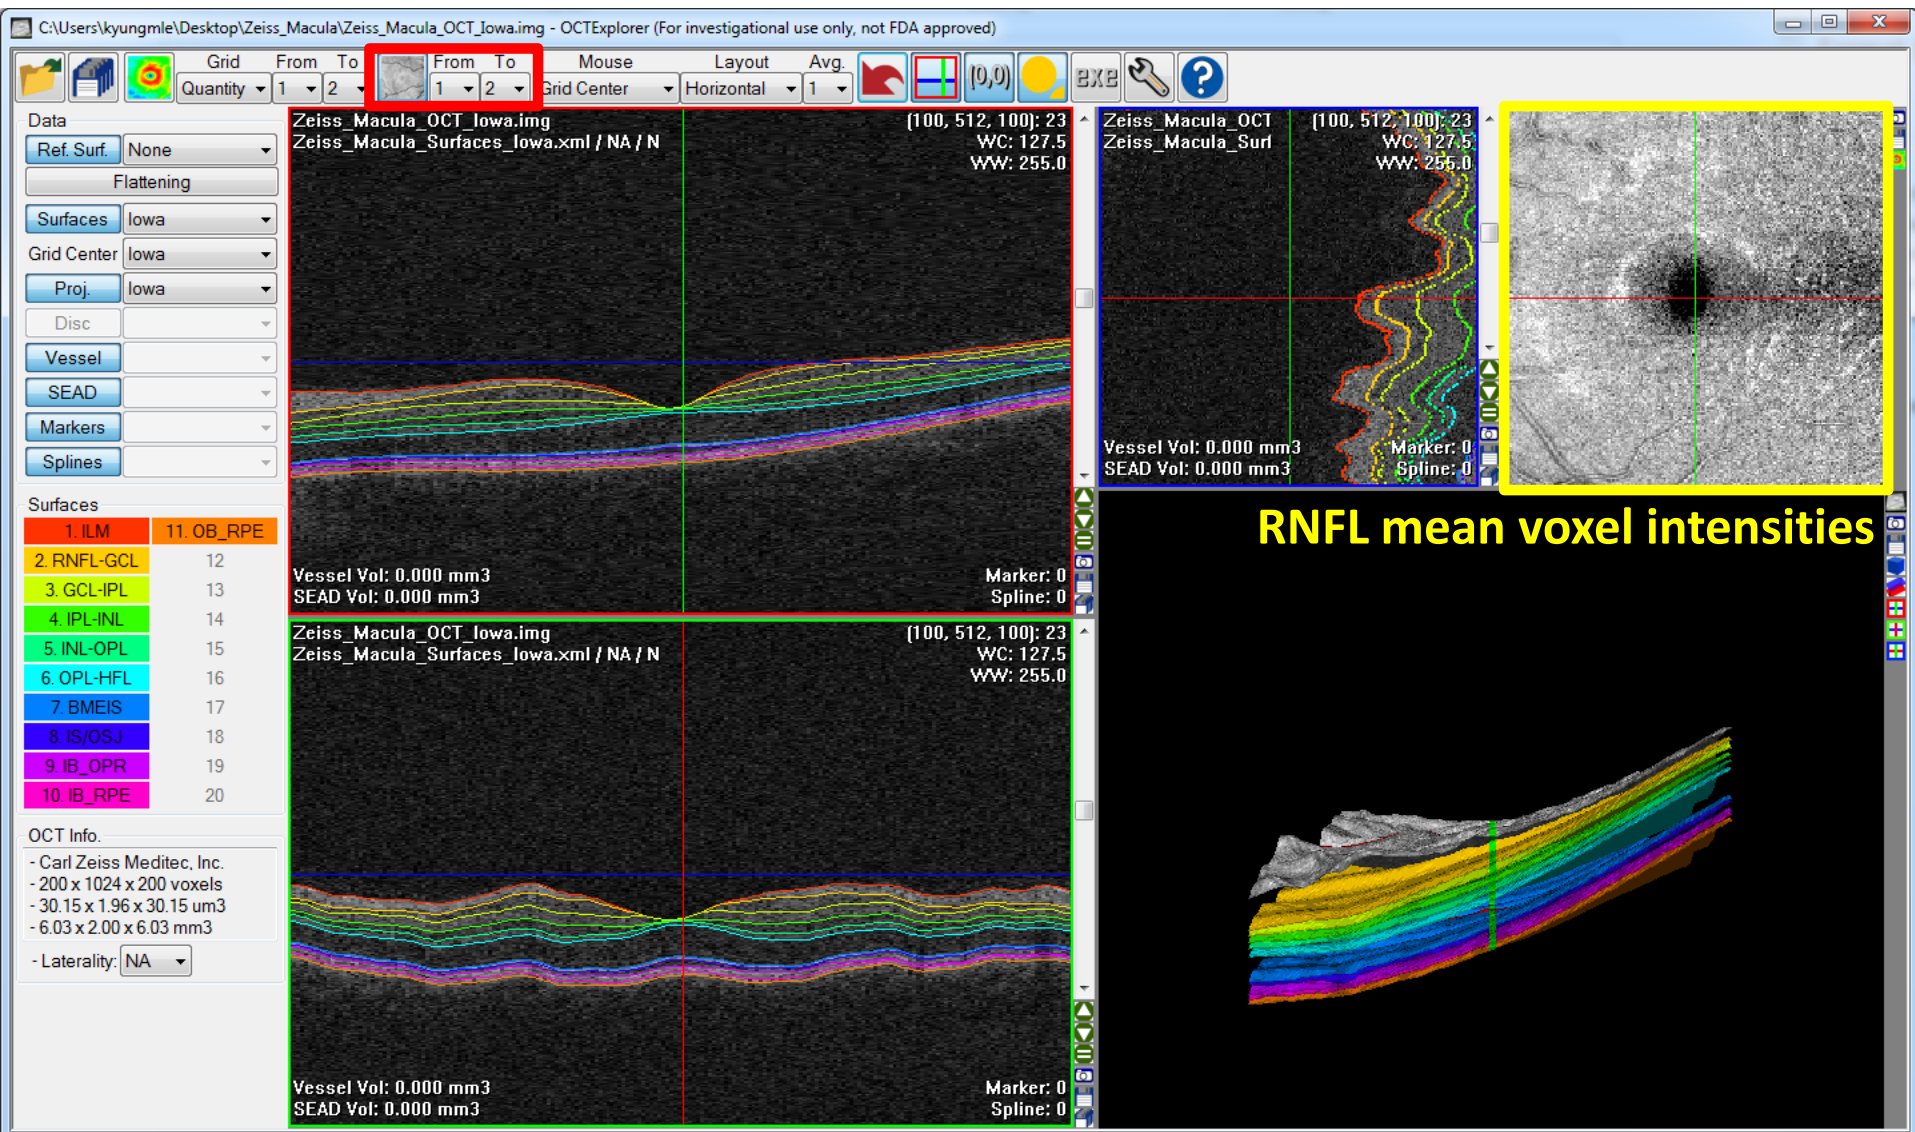 C:\Users\kyungmle\Desktop\Zeiss_Macula\Zeiss_Macula_OCT_Iowa.img - OCTExplorer (For investigational use only, not FDA approved)
Grid From To From To Mouse Layout Avg.
Quantity 1 2 1 2 Grid Center Horizontal 1 (0,0) EXE ?
Data
Ref. Surf. None
Flattening
Surfaces Iowa
Grid Center Iowa
Proj. Iowa
Disc
Vessel
SEAD
Markers
Splines
Surfaces
1. ILM 11. OB_RPE
2. RNFL-GCL 12
3. GCL-IPL 13
4. IPL-INL 14
5. INL-OPL 15
6. OPL-HFL 16
7. BMEIS 17
8. IS/OSJ 18
9. IB_OPR 19
10. IB_RPE 20
OCT Info.
- Carl Zeiss Meditec, Inc.
- 200 x 1024 x 200 voxels
- 30.15 x 1.96 x 30.15 um3
- 6.03 x 2.00 x 6.03 mm3
- Laterality: NA
Zeiss_Macula_OCT_Iowa.img (100, 512, 100): 23
Zeiss_Macula_Surfaces_Iowa.xml / NA / N WC: 127.5
WW: 255.0
Vessel Vol: 0.000 mm3 Marker: 0
SEAD Vol: 0.000 mm3 Spline: 0
Zeiss_Macula_OCT (100, 512, 100): 23
Zeiss_Macula_Surf WC: 127.5
WW: 255.0
Vessel Vol: 0.000 mm3 Marker: 0
SEAD Vol: 0.000 mm3 Spline: 0
RNFL mean voxel intensities
Zeiss_Macula_OCT_Iowa.img (100, 512, 100): 23
Zeiss_Macula_Surfaces_Iowa.xml / NA / N WC: 127.5
WW: 255.0
Vessel Vol: 0.000 mm3 Marker: 0
SEAD Vol: 0.000 mm3 Spline: 0